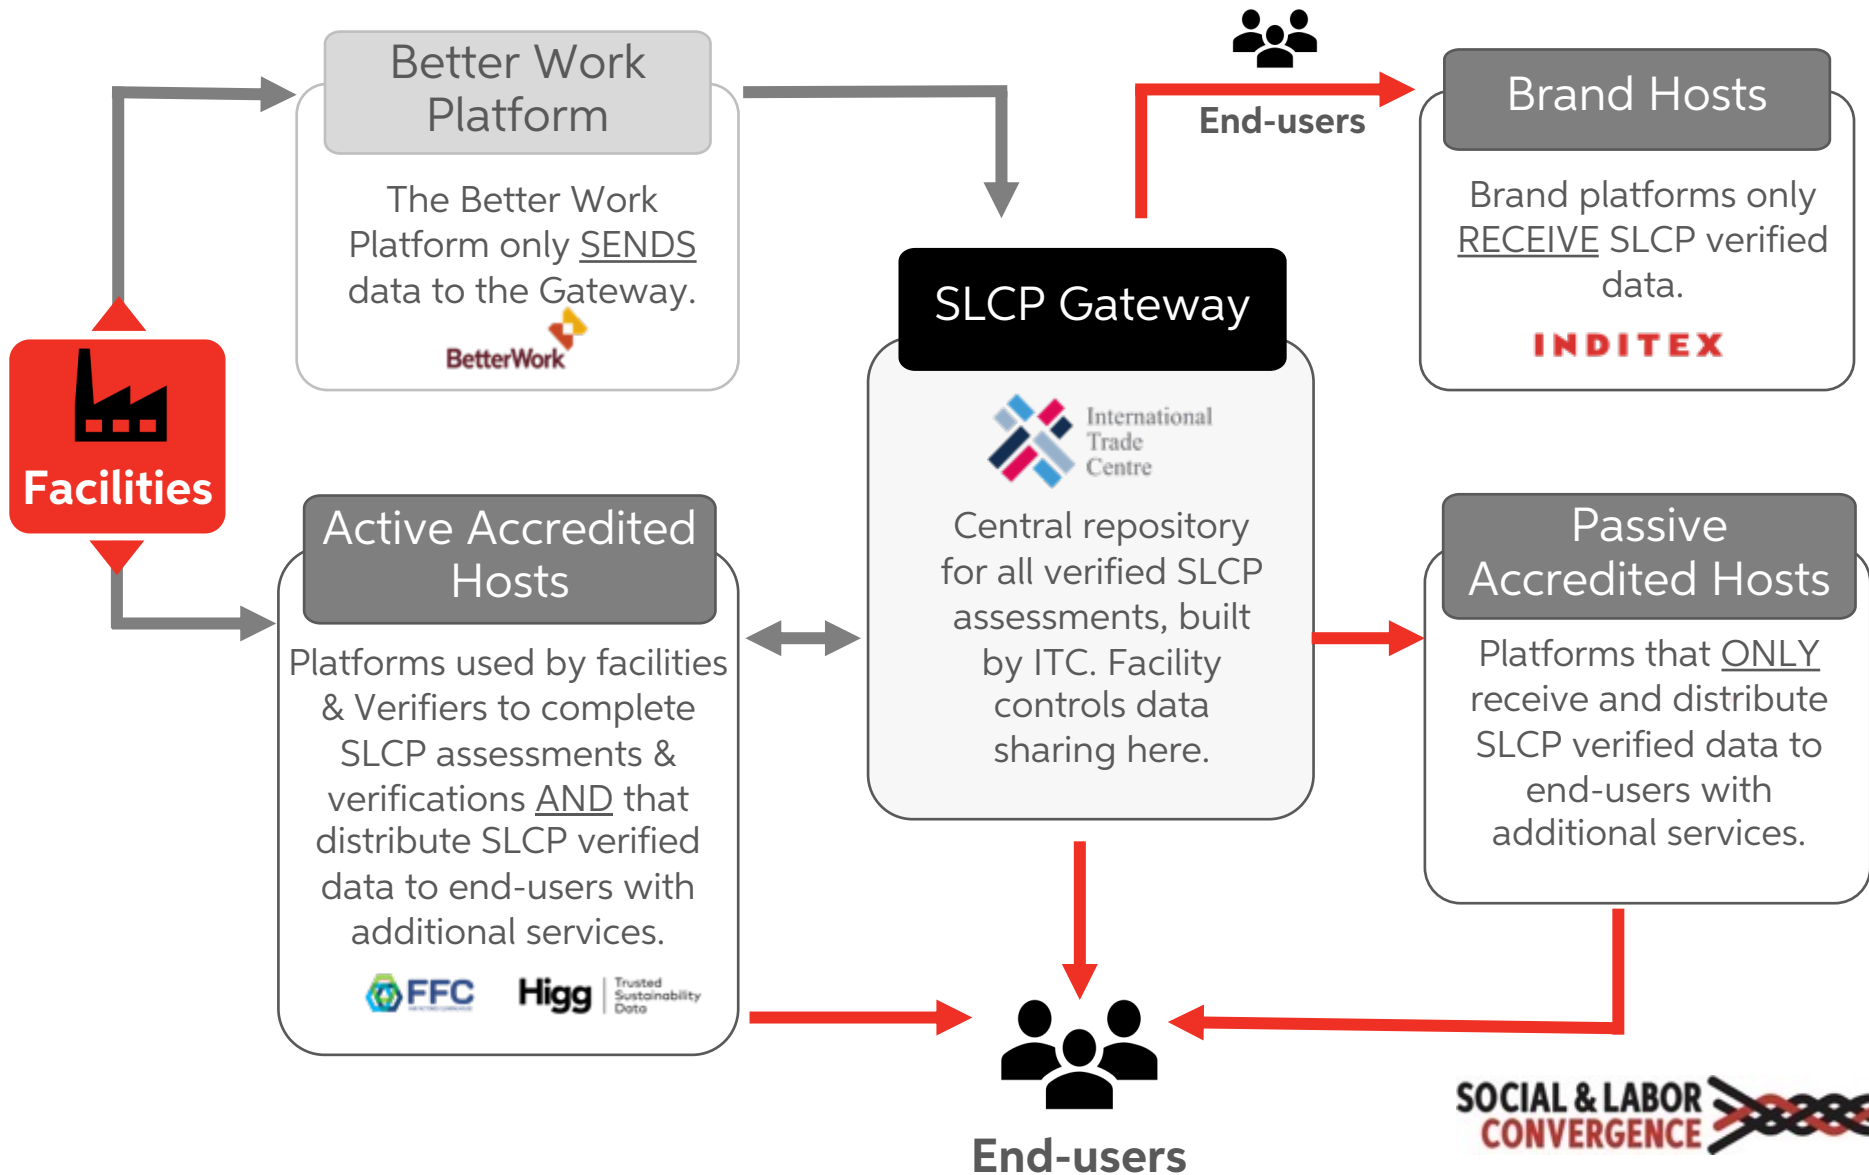 Better Work
Platform
The Better Work
Platform only SENDS
data to the Gateway.
BetterWork
End-users
Brand Hosts
Brand platforms only
RECEIVE SLCP verified
data.
INDITEX
Facilities
SLCP Gateway
International
Trade
Centre
Central repository
for all verified SLCP
assessments, built
by ITC. Facility
controls data
sharing here.
Active Accredited
Hosts
Platforms used by facilities
& Verifiers to complete
SLCP assessments &
verifications AND that
distribute SLCP verified
data to end-users with
additional services.
FFC
Higg
Trusted
Sustainability
Data
Passive
Accredited Hosts
Platforms that ONLY
receive and distribute
SLCP verified data to
end-users with
additional services.
End-users
SOCIAL & LABOR
CONVERGENCE